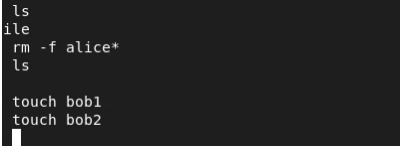 ls
ile
rm -f alice*
ls
touch bob1
touch bob2